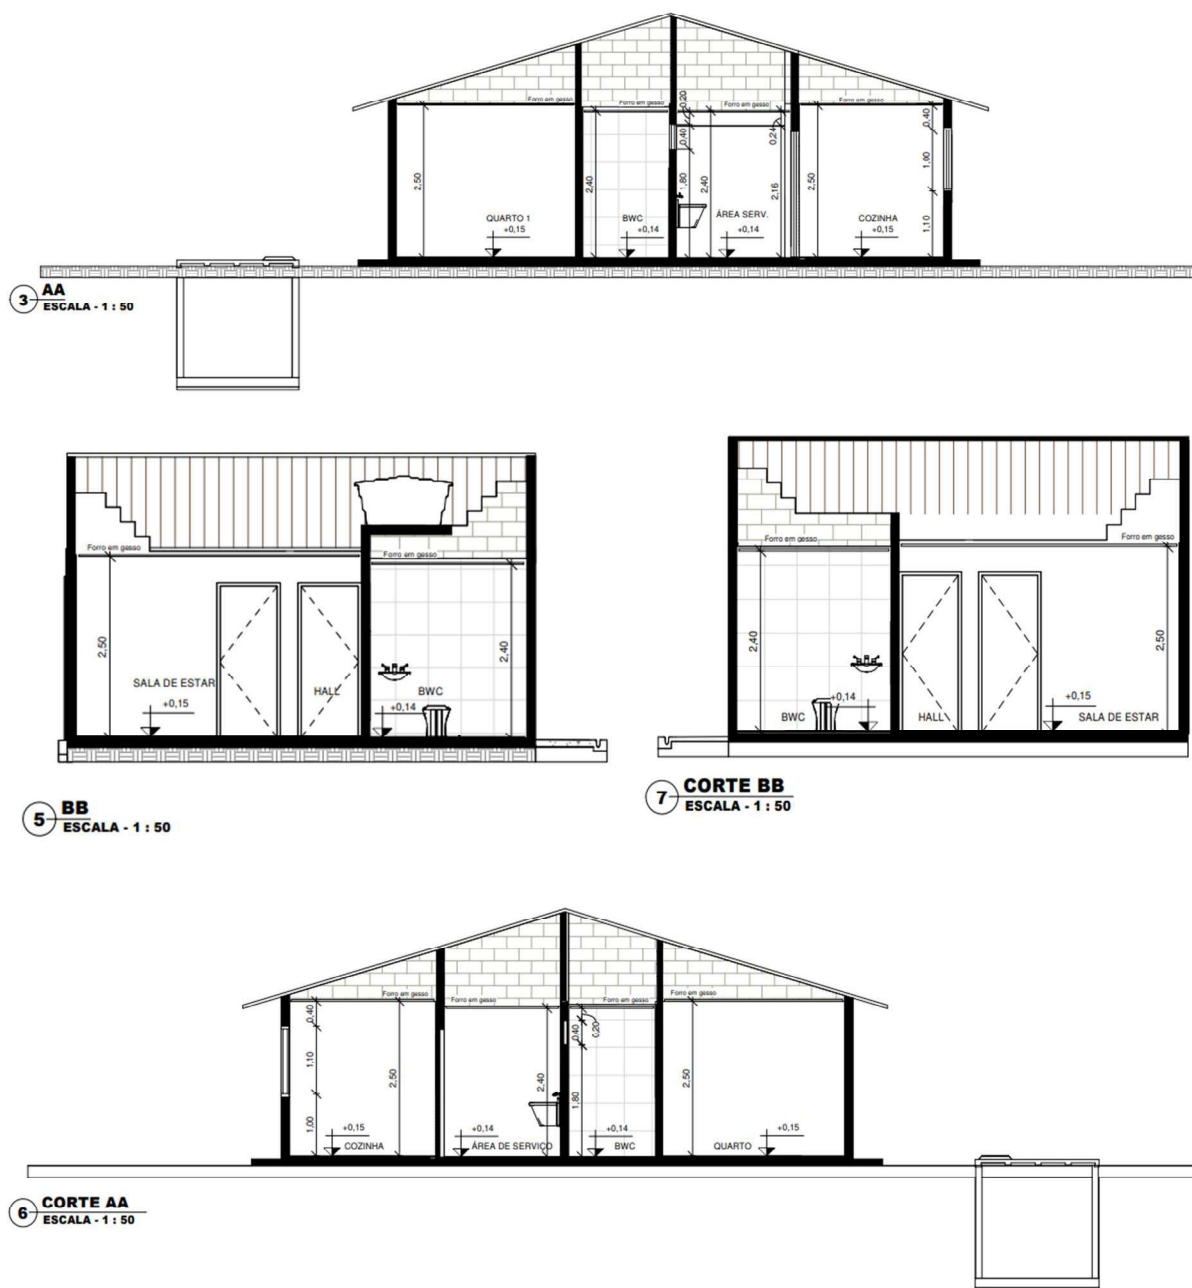 Forro em gesso
Forro em gesso
Forro em gesso
Forro em gesso
0,20
0,40
0,24
0,40
2,50
2,40
1,80
2,40
2,16
2,50
1,00
1,10
QUARTO 1
+0,15
BWC
+0,14
ÁREA SERV.
+0,14
COZINHA
+0,15
3 AA
ESCALA - 1 : 50
Forro em gesso
Forro em gesso
2,50
2,40
SALA DE ESTAR
+0,15
HALL
BWC
+0,14
5 BB
ESCALA - 1 : 50
Forro em gesso
Forro em gesso
2,40
2,50
BWC
+0,14
HALL
+0,15
SALA DE ESTAR
7 CORTE BB
ESCALA - 1 : 50
Forro em gesso
Forro em gesso
Forro em gesso
Forro em gesso
0,40
1,10
1,00
2,50
2,40
0,40
0,20
1,80
2,50
+0,15
COZINHA
+0,14
ÁREA DE SERVIÇO
+0,14
BWC
QUARTO
+0,15
6 CORTE AA
ESCALA - 1 : 50